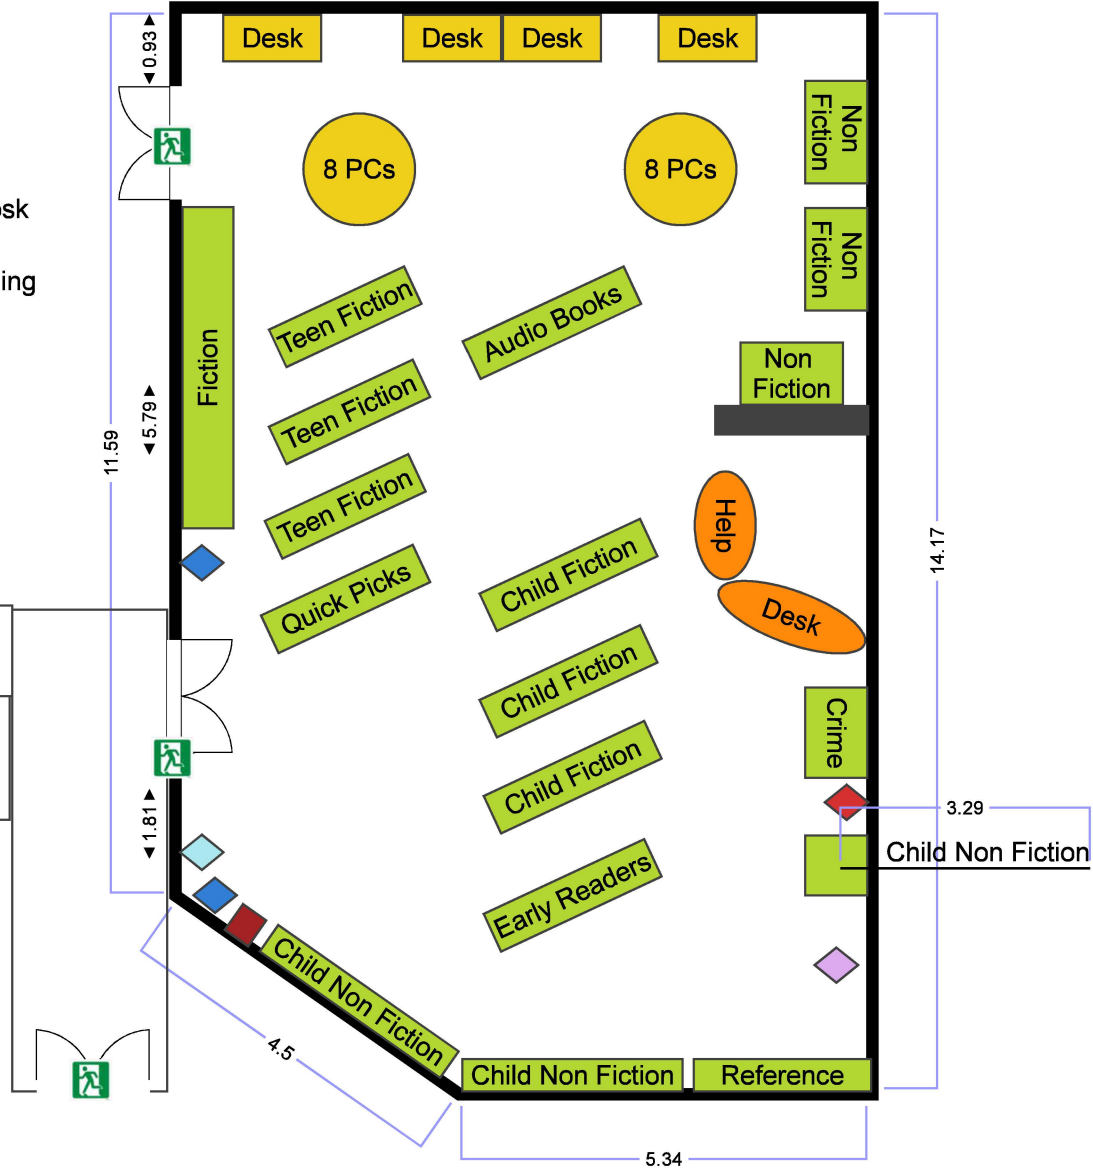 Desk
Desk
Desk
Desk
0.93
8 PCs
8 PCs
Non
Fiction
osk
Non
Fiction
ing
Teen Fiction
Audio Books
Fiction
Non
Fiction
Teen Fiction
5.79
11.59
Teen Fiction
Help
14.17
Child Fiction
Quick Picks
Desk
Child Fiction
Crime
Child Fiction
1.81
3.29
Child Non Fiction
Early Readers
Child Non Fiction
4.5
Child Non Fiction
Reference
5.34